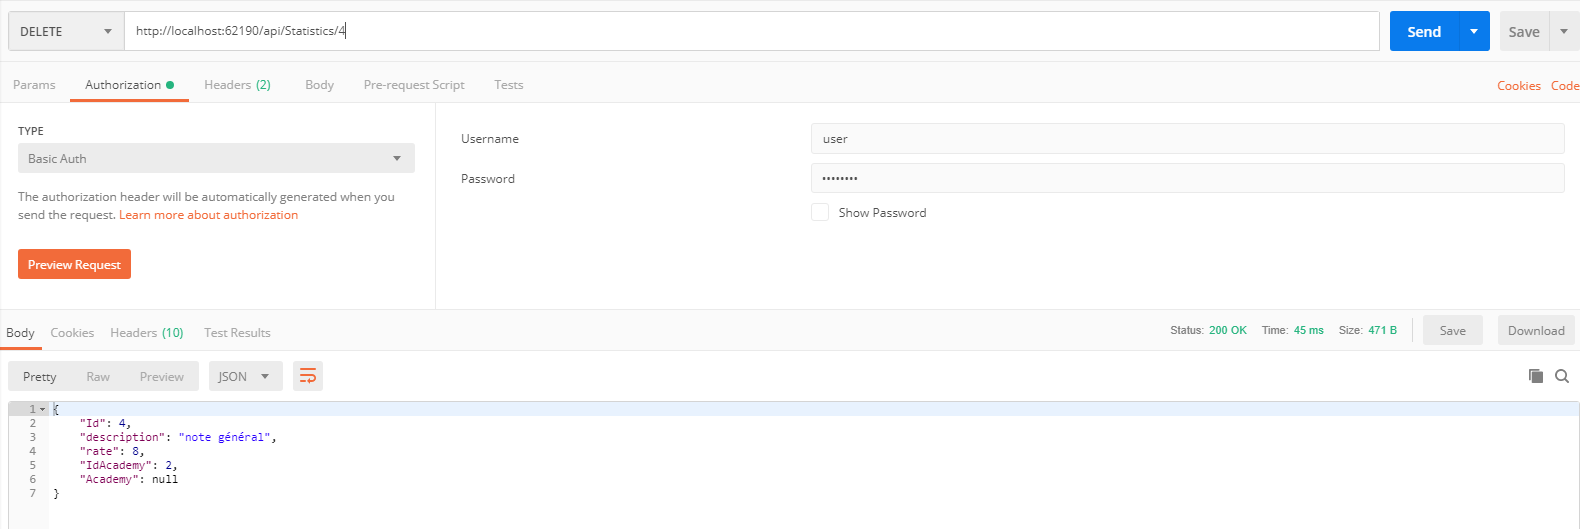 DELETE http://localhost:62190/api/Statistics/4 Send Save
Params Authorization Headers (2) Body Pre-request Script Tests Cookies Code
TYPE
Basic Auth
The authorization header will be automatically generated when you
send the request. Learn more about authorization
Preview Request
Username user
Password ••••••••
Show Password
Body Cookies Headers (10) Test Results Status: 200 OK Time: 45 ms Size: 471 B Save Download
Pretty Raw Preview JSON
1 {
2 "Id": 4,
3 "description": "note général",
4 "rate": 8,
5 "IdAcademy": 2,
6 "Academy": null
7 }